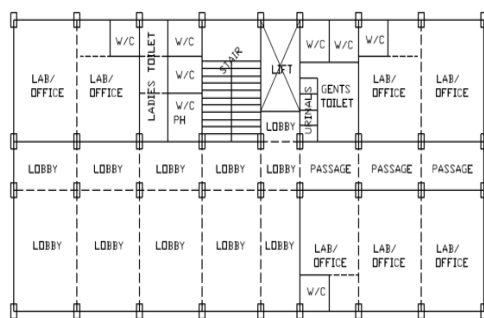 W/C
LADIES TOILET
W/C
STAIR
W/C
W/C
W/C
LIFT
LAB/
OFFICE
LAB/
OFFICE
W/C
W/C
PH
URINALS
GENTS
TOILET
LAB/
OFFICE
LAB/
OFFICE
LOBBY
LOBBY
LOBBY
LOBBY
LOBBY
LOBBY
PASSAGE
PASSAGE
PASSAGE
LOBBY
LOBBY
LOBBY
LOBBY
LOBBY
LAB/
OFFICE
LAB/
OFFICE
LAB/
OFFICE
W/C